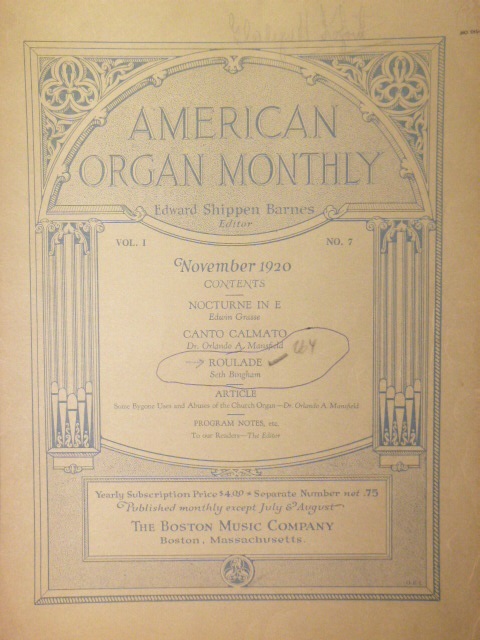 AMERICAN
ORGAN MONTHLY
Edward Shippen Barnes
Editor
VOL. I NO. 7
November 1920
CONTENTS
NOCTURNE IN E
Edwin Grasse
CANTO CALMATO
Dr. Orlando A. Mansfield
ROULADE
Seth Bingham
ARTICLE
Some Bygone Uses and Abuses of the Church Organ—Dr. Orlando A. Mansfield
PROGRAM NOTES, etc.
To our Readers—The Editor
Yearly Subscription Price $4.00 * Separate Number net .75
Published monthly except July & August
THE BOSTON MUSIC COMPANY
Boston, Massachusetts.